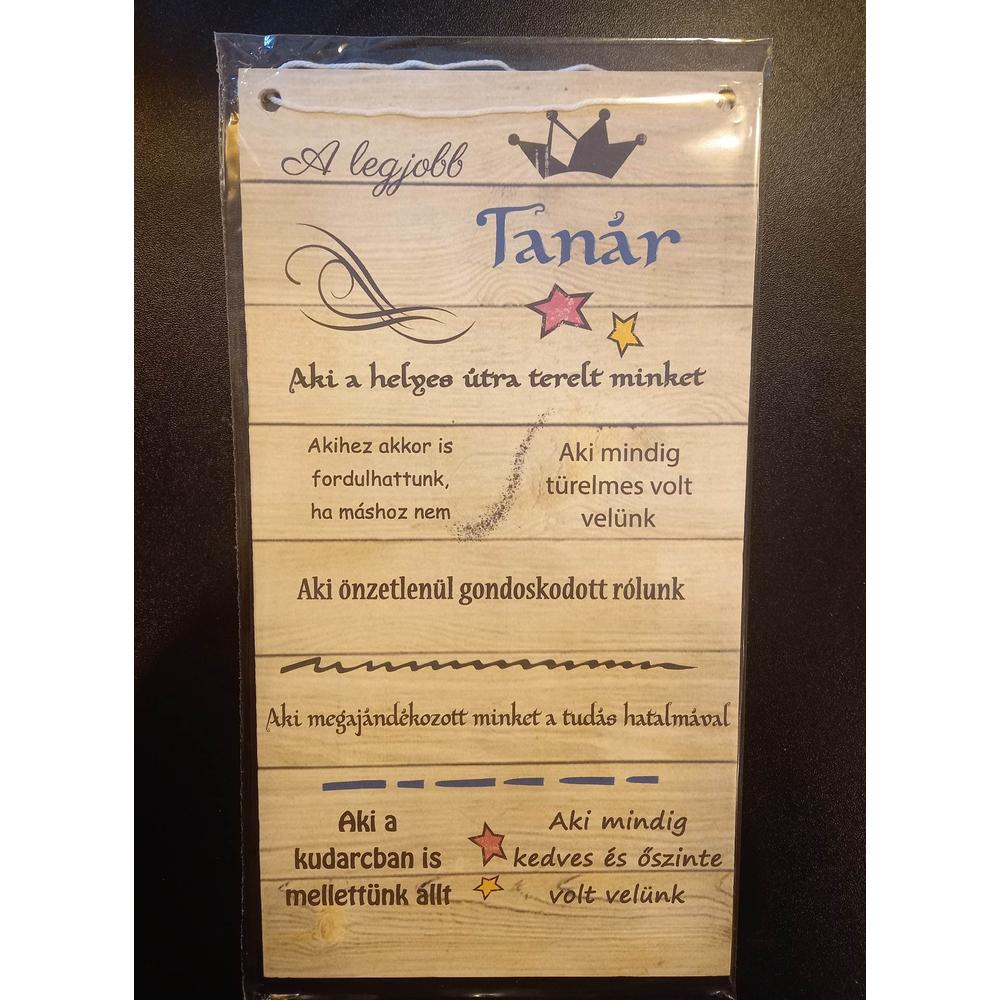 A legjobb
Tanár
Aki a helyes útra terelt minket
Akihez akkor is
fordulhattunk,
ha máshoz nem
Aki mindig
türelmes volt
velünk
Aki önzetlenül gondoskodott rólunk
Aki megajándékozott minket a tudás hatalmával
Aki a
kudarcban is
mellettünk állt
Aki mindig
kedves és őszinte
volt velünk